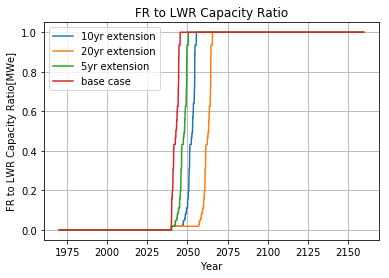 FR to LWR Capacity Ratio
10yr extension
20yr extension
5yr extension
base case
FR to LWR Capacity Ratio[MWe]
1.0
0.8
0.6
0.4
0.2
0.0
1975 2000 2025 2050 2075 2100 2125 2150
Year